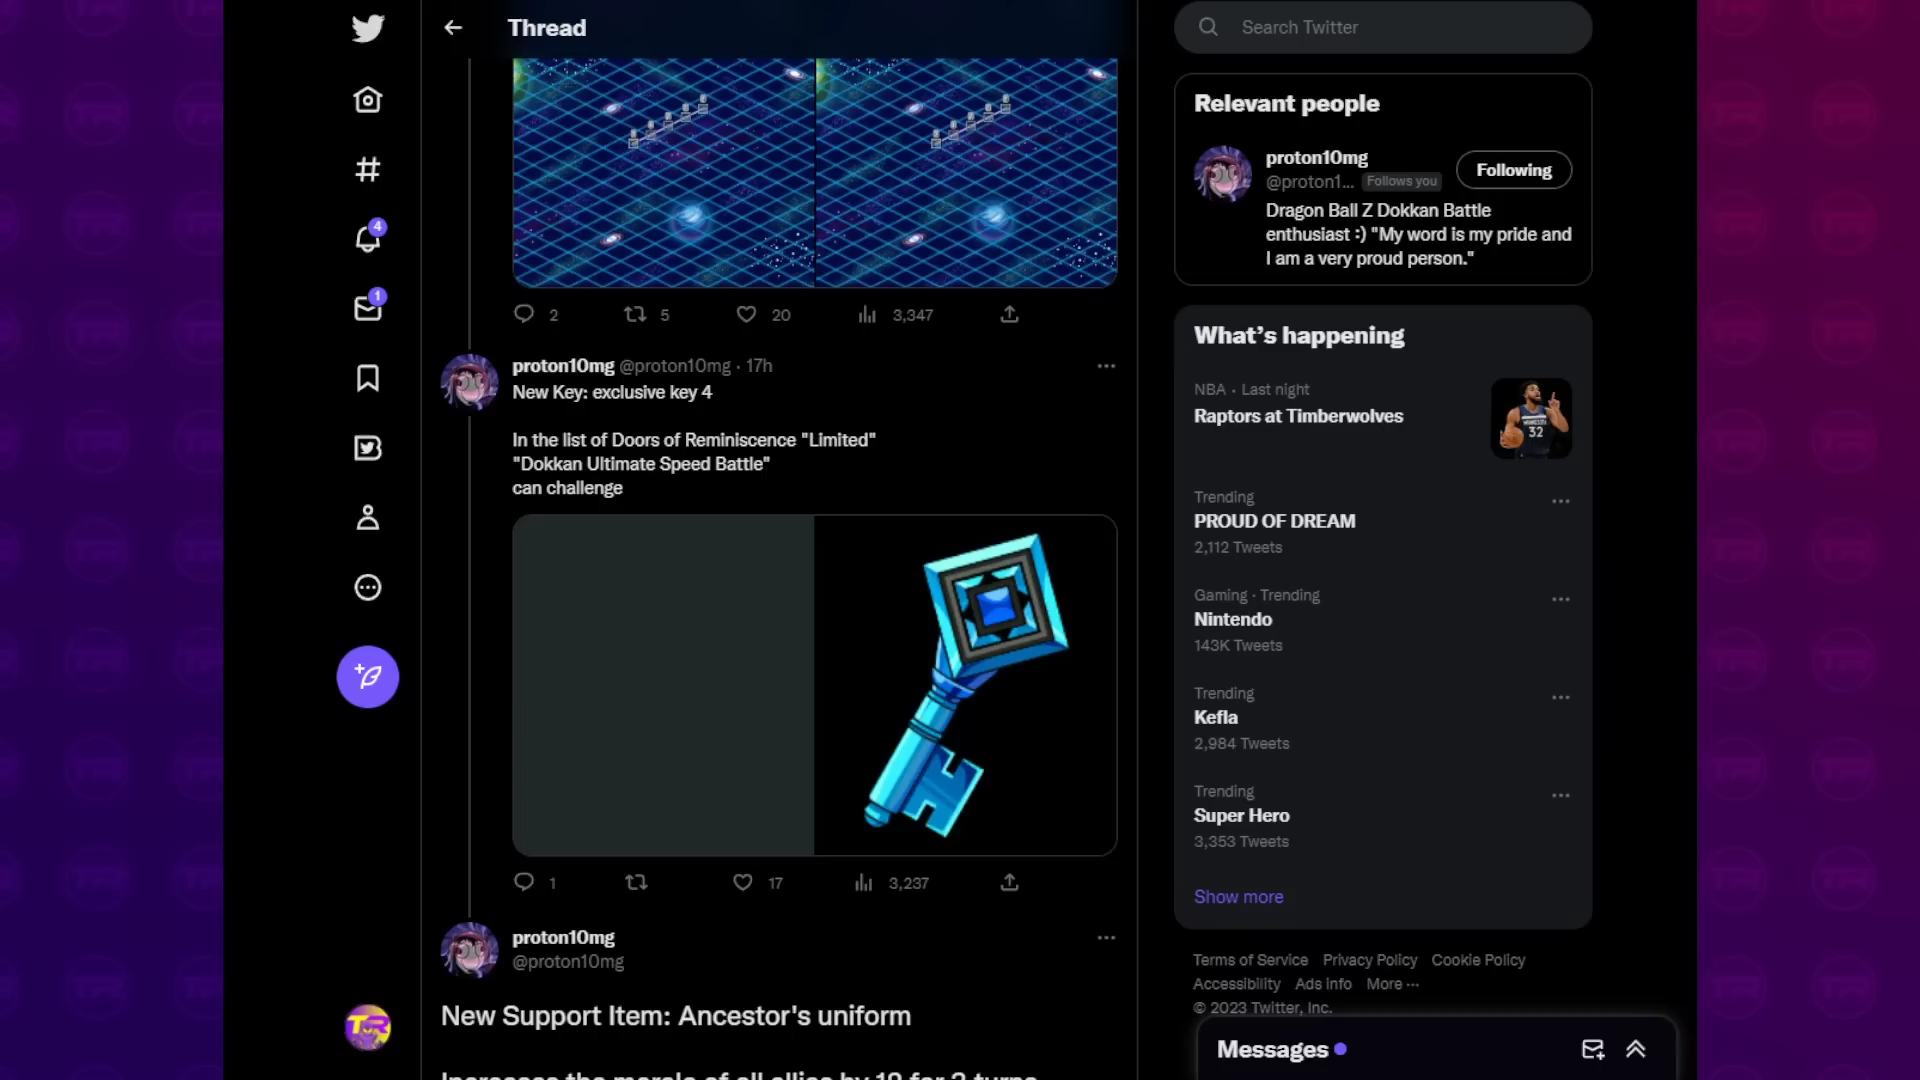 Thread
2
5
20
3,347
proton10mg @proton10mg · 17h
New Key: exclusive key 4
In the list of Doors of Reminiscence "Limited"
"Dokkan Ultimate Speed Battle"
can challenge
1
17
3,237
proton10mg
@proton10mg
New Support Item: Ancestor's uniform
Increases the morale of all allies by 10 for 3 turns
4
1
Search Twitter
Relevant people
proton10mg
@proton1... Follows you
Following
Dragon Ball Z Dokkan Battle
enthusiast :) "My word is my pride and
I am a very proud person."
What's happening
NBA · Last night
Raptors at Timberwolves
32
Trending
PROUD OF DREAM
2,112 Tweets
Gaming · Trending
Nintendo
143K Tweets
Trending
Kefla
2,984 Tweets
Trending
Super Hero
3,353 Tweets
Show more
Terms of Service Privacy Policy Cookie Policy
Accessibility Ads info More ···
© 2023 Twitter, Inc.
Messages